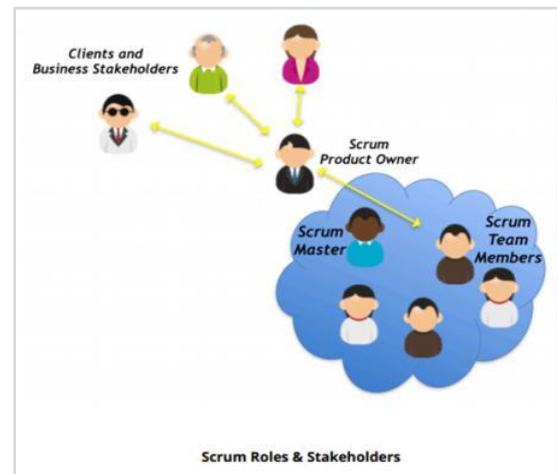 Clients and
Business Stakeholders
Scrum
Product Owner
Scrum
Master
Scrum
Team
Members
Scrum Roles & Stakeholders